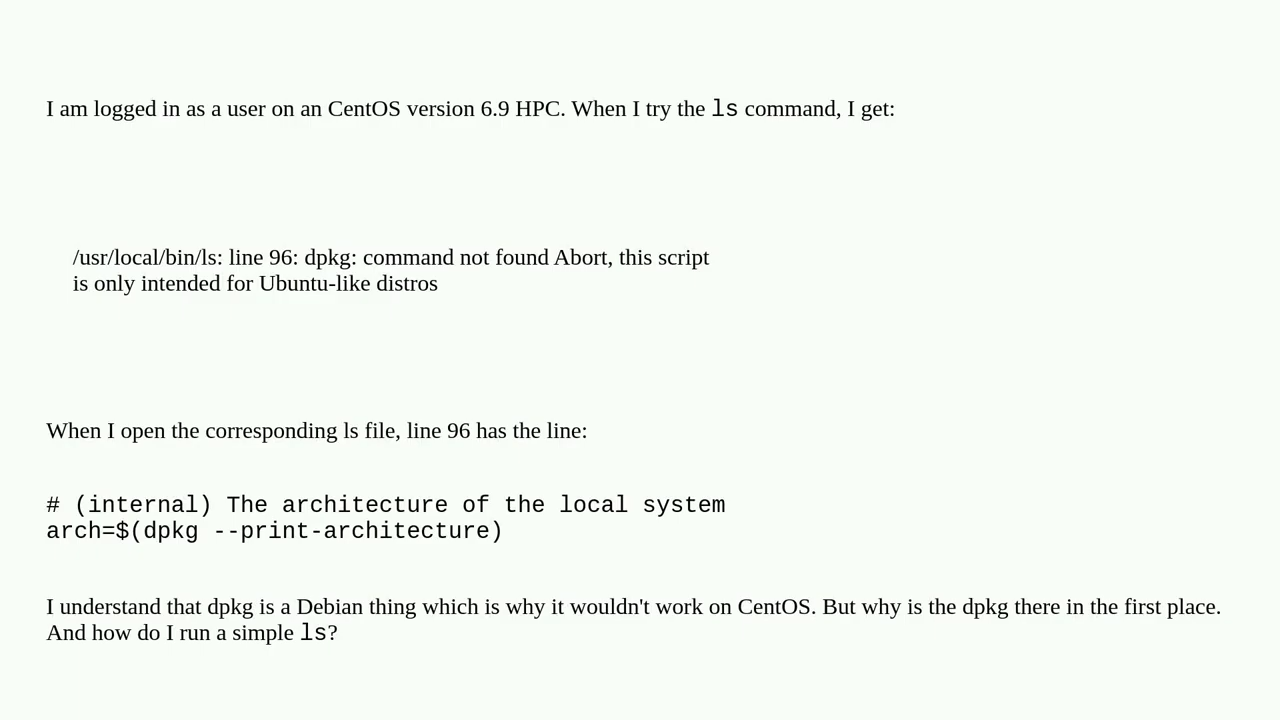 I am logged in as a user on an CentOS version 6.9 HPC. When I try the ls command, I get:
/usr/local/bin/ls: line 96: dpkg: command not found Abort, this script
is only intended for Ubuntu-like distros
When I open the corresponding ls file, line 96 has the line:
# (internal) The architecture of the local system
arch=$(dpkg --print-architecture)
I understand that dpkg is a Debian thing which is why it wouldn't work on CentOS. But why is the dpkg there in the first place.
And how do I run a simple ls?